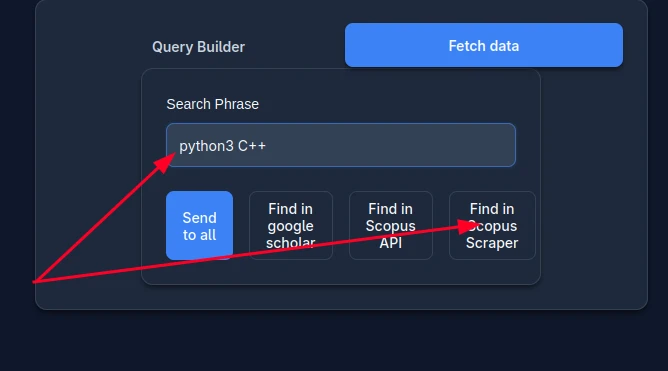 Query Builder
Fetch data
Search Phrase
python3 C++
Send
to all
Find in
google
scholar
Find in
Scopus
API
Find in
Scopus
Scraper